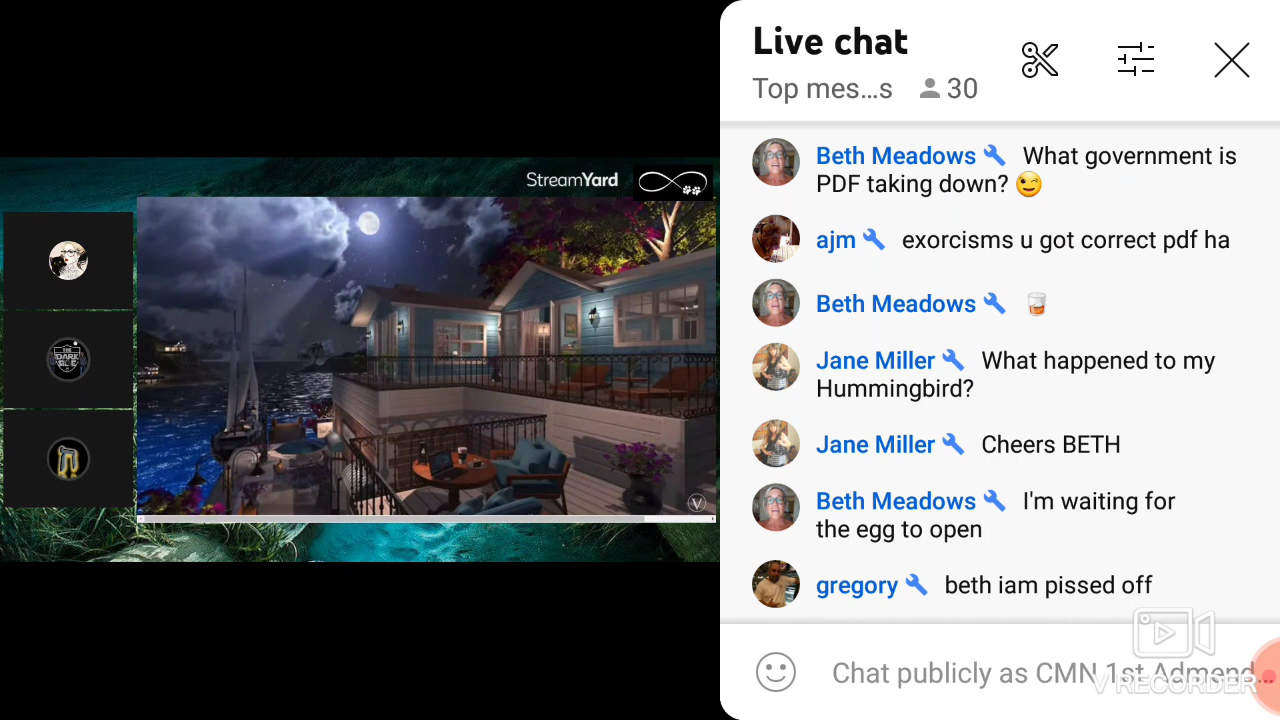 Live chat
Top mes...s 30
StreamYard
Beth Meadows What government is
PDF taking down? 😉
ajm exorcisms u got correct pdf ha
Beth Meadows 🥃
Jane Miller What happened to my
Hummingbird?
Jane Miller Cheers BETH
Beth Meadows I'm waiting for
the egg to open
gregory beth iam pissed off
Chat publicly as CMN 1st Admend...
V RECORDER
THE
DARK
V